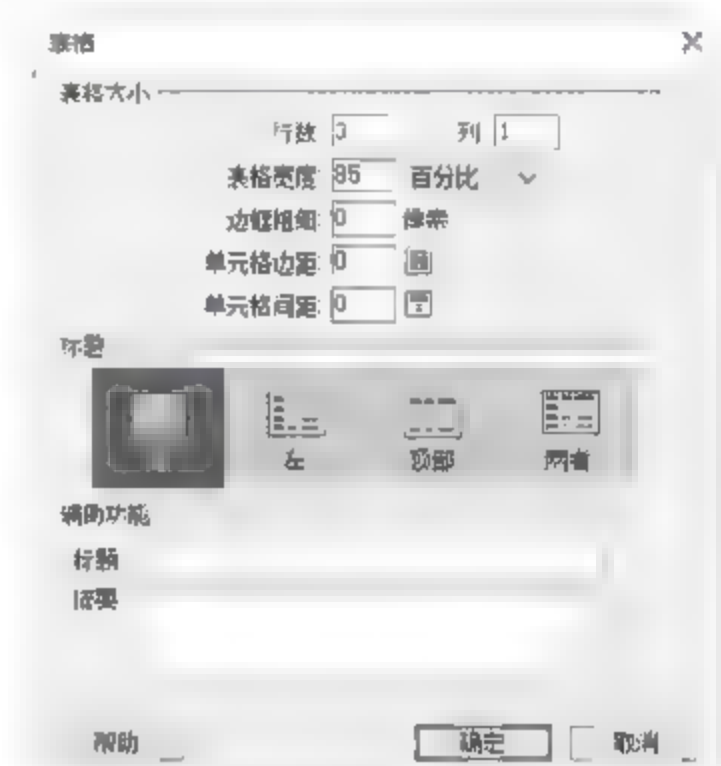 表格
表格大小
行数 3 列 1
表格宽度: 95 百分比
边框粗细: 0 像素
单元格边距: 0
单元格间距: 0
标题
左 顶部 两者
辅助功能
标题
摘要
帮助 确定 取消